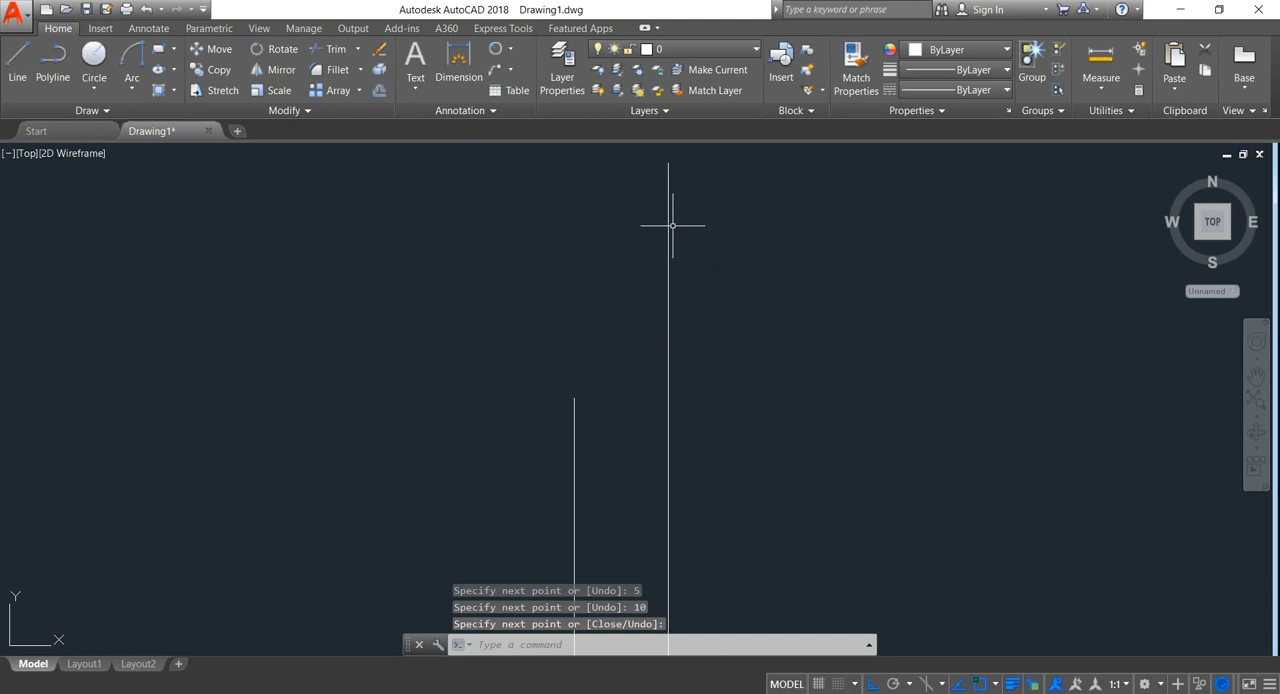 Autodesk AutoCAD 2018 Drawing1.dwg
Type a keyword or phrase
Sign In
Home Insert Annotate Parametric View Manage Output Add-ins A360 Express Tools Featured Apps
Line Polyline Circle Arc
Move Rotate Trim
Copy Mirror Fillet
Stretch Scale Array
Text Dimension
Table
Layer Properties
0
Make Current
Match Layer
Insert
Match Properties
ByLayer
ByLayer
ByLayer
Group
Measure
Paste
Base
Draw Modify Annotation Layers Block Properties Groups Utilities Clipboard View
Start Drawing1*
[−][Top][2D Wireframe]
N
W TOP E
S
Unnamed
Specify next point or [Undo]: 5
Specify next point or [Undo]: 10
Specify next point or [Close/Undo]:
Type a command
Y
X
Model Layout1 Layout2
MODEL 1:1